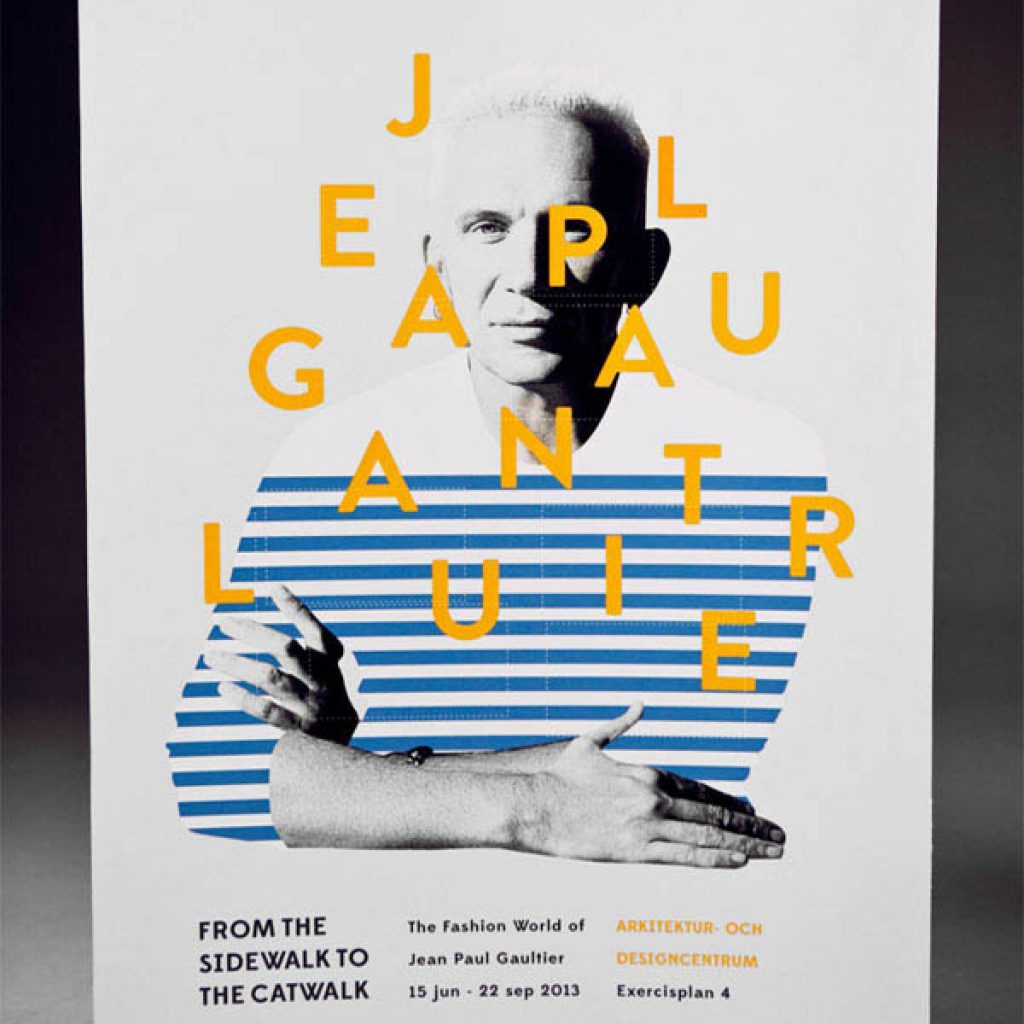 JEAN
PAUL
GAULTIER
FROM THE
SIDEWALK TO
THE CATWALK
The Fashion World of
Jean Paul Gaultier
15 jun - 22 sep 2013
ARKITEKTUR- OCH
DESIGNCENTRUM
Exercisplan 4